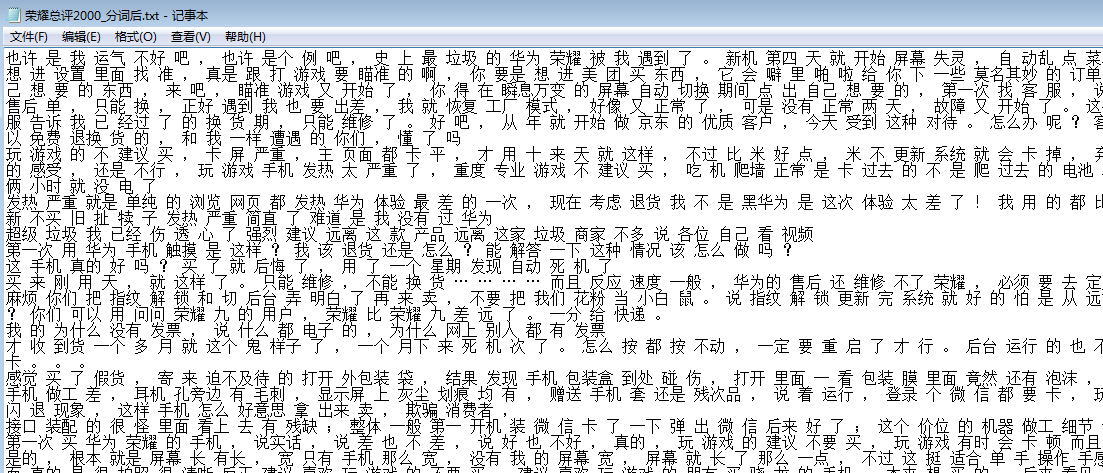 荣耀总评2000_分词后.txt - 记事本
文件(F) 编辑(E) 格式(O) 查看(V) 帮助(H)
也许 是 我 运气 不好 吧 ， 也许 是个 例 吧 ， 史 上 最 垃圾 的 华为 荣耀 被 我 遇到 了 。 新机 第四 天 就 开始 屏幕 失灵 ， 自 动乱 点 菜
想 进 设置 里面 找 准 ， 真是 跟 打 游戏 要 瞄准 的 啊 ， 你 要是 想 进 美 团 买 东西 ， 它 会 噼 里 啪 啦 给 你 下 一些 莫名其妙 的 订单
己 想 要 的 东西 ， 来 吧 ， 瞄准 游戏 又 开始 了 ， 你 得 在 瞬息万变 的 屏幕 自动 切换 期间 点 出 自己 想 要 的 ， 第一次 找 客 服 ， 说
售后 单 ， 只能 换 ， 正好 遇到 我 也 要 出差 ， 我 就 恢复 工厂 模式 ， 好像 又 正常 了 ， 可是 没有 正常 两 天 ， 故障 又 开始 了 。 这
服 告诉 我 已 经过 了 的 换 货 期 ， 只能 维修 了 。 好 吧 ， 从 年 就 开始 做 京东 的 优质 客户 ， 今天 受到 这种 对待 。 怎么办 呢 ？ 客
以 免费 退换 货 的 ， 和 我 一样 遭遇 的 你们 ， 懂 了 吗
玩 游戏 的 不 建议 买 ， 卡 屏 严重 ， 主 页面 都 卡 平 ， 才 用 十 来 天 就 这样 ， 不过 比 米 好 点 ， 米 不 更新 系统 就 会 卡 掉 ，
的 感受 ， 还是 不行 ， 玩 游戏 手机 发热 太 严重 了 ， 重度 专业 游戏 不 建议 买 ， 吃 机 爬墙 正常 是 卡 过去 的 不 是 爬 过去 的 电池
俩 小时 就 没 电 了
发热 严重 就是 单纯 的 浏览 网页 都 发热 华为 体验 最 差 的 一次 ， 现在 考虑 退货 我 不 是 黑华为 是 这次 体验 太 差 了 ！ 我 用 的 都 比
新 不买 旧 扯 犊 子 发热 严重 简直 了 难道 是 我 没有 过 华为
超级 垃圾 我 已经 伤 透 心 了 强烈 建议 远离 这 款 产品 远离 这家 垃圾 商家 不多 说 各位 自己 看 视频
第一次 用 华为 手机 触摸 是 这样 ？ 我 该 退货 还是 怎么 ？ 能 解答 一下 这种 情况 该 怎么 做 吗 ？
这 手机 真的 好 吗 ？ 买 了 就 后悔 了 ， 用 了 一个 星期 发现 自动 死 机 了
买 来 刚 用 天 ， 就 这样 了 。 只能 维修 ， 不能 换 货 … … … … 而且 反应 速度 一般 ， 华为 的 售后 还 维修 不了 荣耀 ， 必须 要 去 定
麻烦 你们 把 指纹 解 锁 和 切 后台 弄 明白 了 再 来 卖 ， 不要 把 我们 花粉 当 小白 鼠 。 说 指纹 解 锁 更新 完 系统 就 好 的 怕 是 从 远
？ 你们 可以 用 问问 荣耀 九 的 用户 ， 荣耀 比 荣耀 九 差 远 了 。 一分 给 快递 。
我 的 为什么 没有 发票 ， 说 什么 都 电子 的 ， 为什么 网上 别人 都 有 发票
才 收 到 货 一个 多 月 就 这个 鬼 样子 了 ， 一个 月下 来 死 机 次 了 。 怎么 按 都 按 不动 ， 一定 要 重 启 了 才 行 。 后台 运行 的 也 不
卡 。 。 。
感觉 买 了 假货 ， 寄 来 迫不及待 的 打开 外包装 袋 ， 结果 发现 手机 包装盒 到处 碰 伤 ， 打开 里面 一 看 包装 膜 里面 竟然 还有 泡沫 ，
手机 做工 差 ， 耳机 孔旁边 有 毛刺 ， 显示屏 上 灰尘 划痕 均 有 ， 赠送 手机 套 还是 残次品 ， 说 着 运行 ， 登录 个 微信 都 要 卡 ， 玩
闪 退 现象 ， 这样 手机 怎么 好意思 拿 出来 卖 ， 欺骗 消费者 ，
接口 装配 的 很 怪 里面 看上 去 有 残缺 ； 整体 一般 第一 开机 装 微 信 卡 了 一下 弹 出 微 信 后来 好 了 ； 这个 价位 的 机器 做工 细节
第一次 买 华为 荣耀 的 手机 ， 说实话 ， 说 差 也 不 差 ， 说 好 也 不好 ， 真的 ， 玩 游戏 的 建议 不要 买 ， 玩 游戏 有时 会 卡 顿 而且
是的 ， 根本 就是 屏幕 长 有长 ， 宽 只有 手机 那么 宽 ， 没有 我 的 屏幕 宽 ， 屏幕 就 长 了 那么 一点 ， 不过 这 挺 适合 单 手 操作 手感